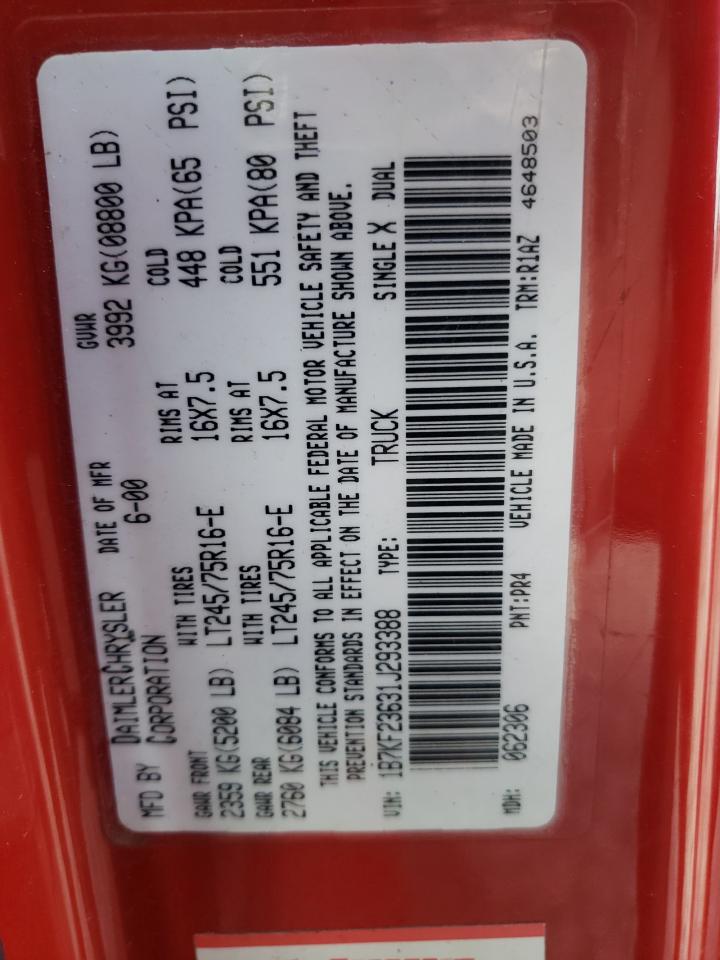 MFD BY DAIMLERCHRYSLER CORPORATION DATE OF MFR 6-00 GVWR 3992 KG(08800 LB)
GAWR FRONT WITH TIRES RIMS AT COLD
2359 KG(5200 LB) LT245/75R16-E 16X7.5 448 KPA(65 PSI)
GAWR REAR WITH TIRES RIMS AT COLD
2760 KG(6084 LB) LT245/75R16-E 16X7.5 551 KPA(80 PSI)
THIS VEHICLE CONFORMS TO ALL APPLICABLE FEDERAL MOTOR VEHICLE SAFETY AND THEFT
PREVENTION STANDARDS IN EFFECT ON THE DATE OF MANUFACTURE SHOWN ABOVE.
VIN: 1B7KF23631J293388 TYPE: TRUCK SINGLE X DUAL
MDH: 062306 PNT:PR4 VEHICLE MADE IN U.S.A. TRM:R1AZ 4648503